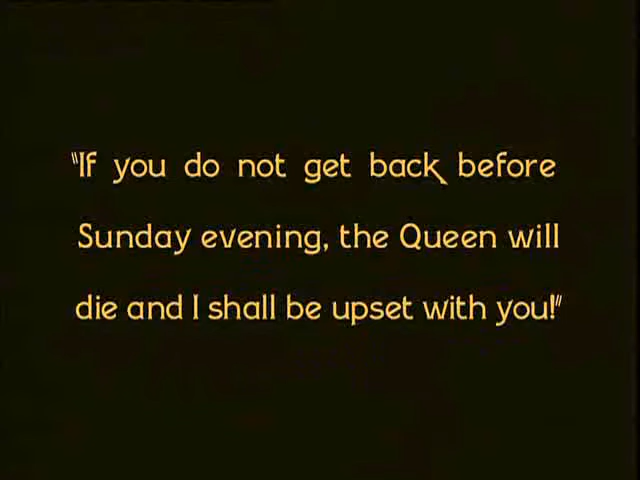 "If you do not get back before
Sunday evening, the Queen will
die and I shall be upset with you!"